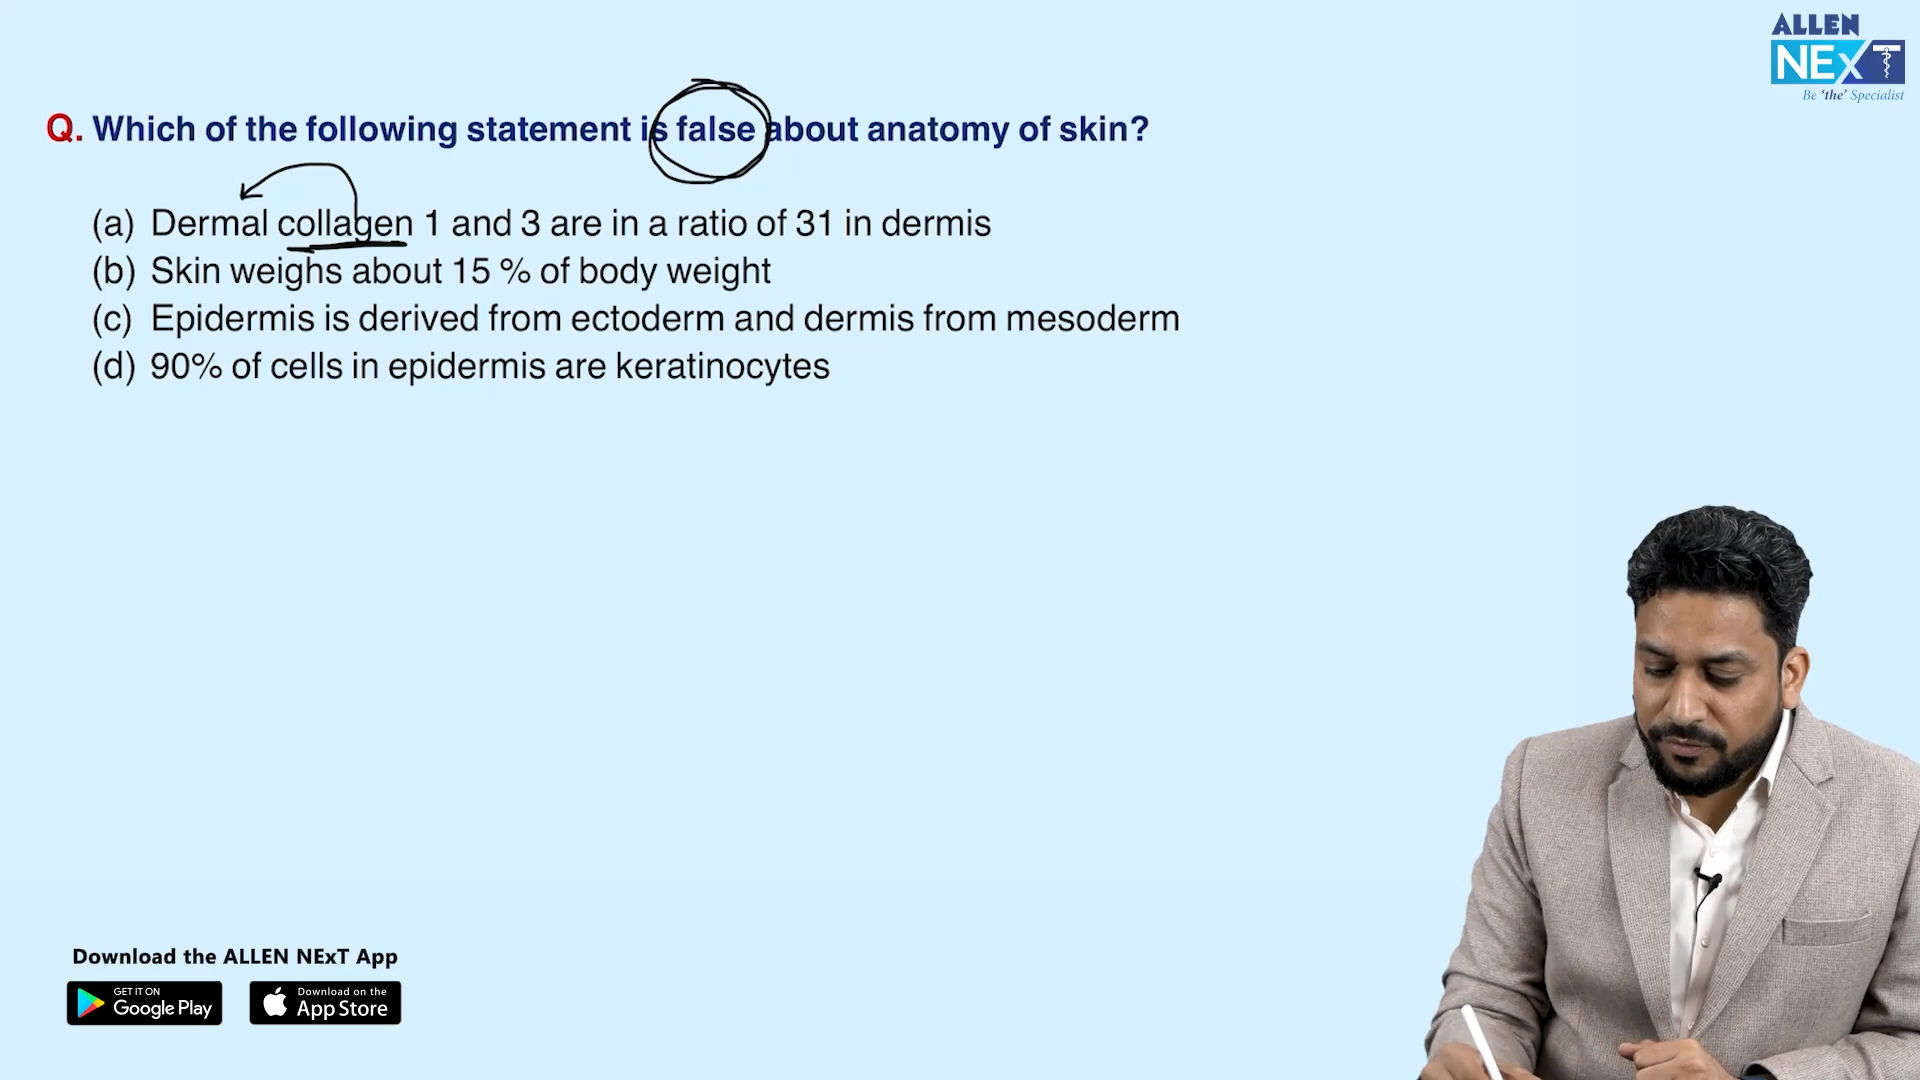 ALLEN
NExT
Be 'the' Specialist
Q. Which of the following statement is false about anatomy of skin?
(a) Dermal collagen 1 and 3 are in a ratio of 31 in dermis
(b) Skin weighs about 15 % of body weight
(c) Epidermis is derived from ectoderm and dermis from mesoderm
(d) 90% of cells in epidermis are keratinocytes
Download the ALLEN NExT App
GET IT ON
Google Play
Download on the
App Store